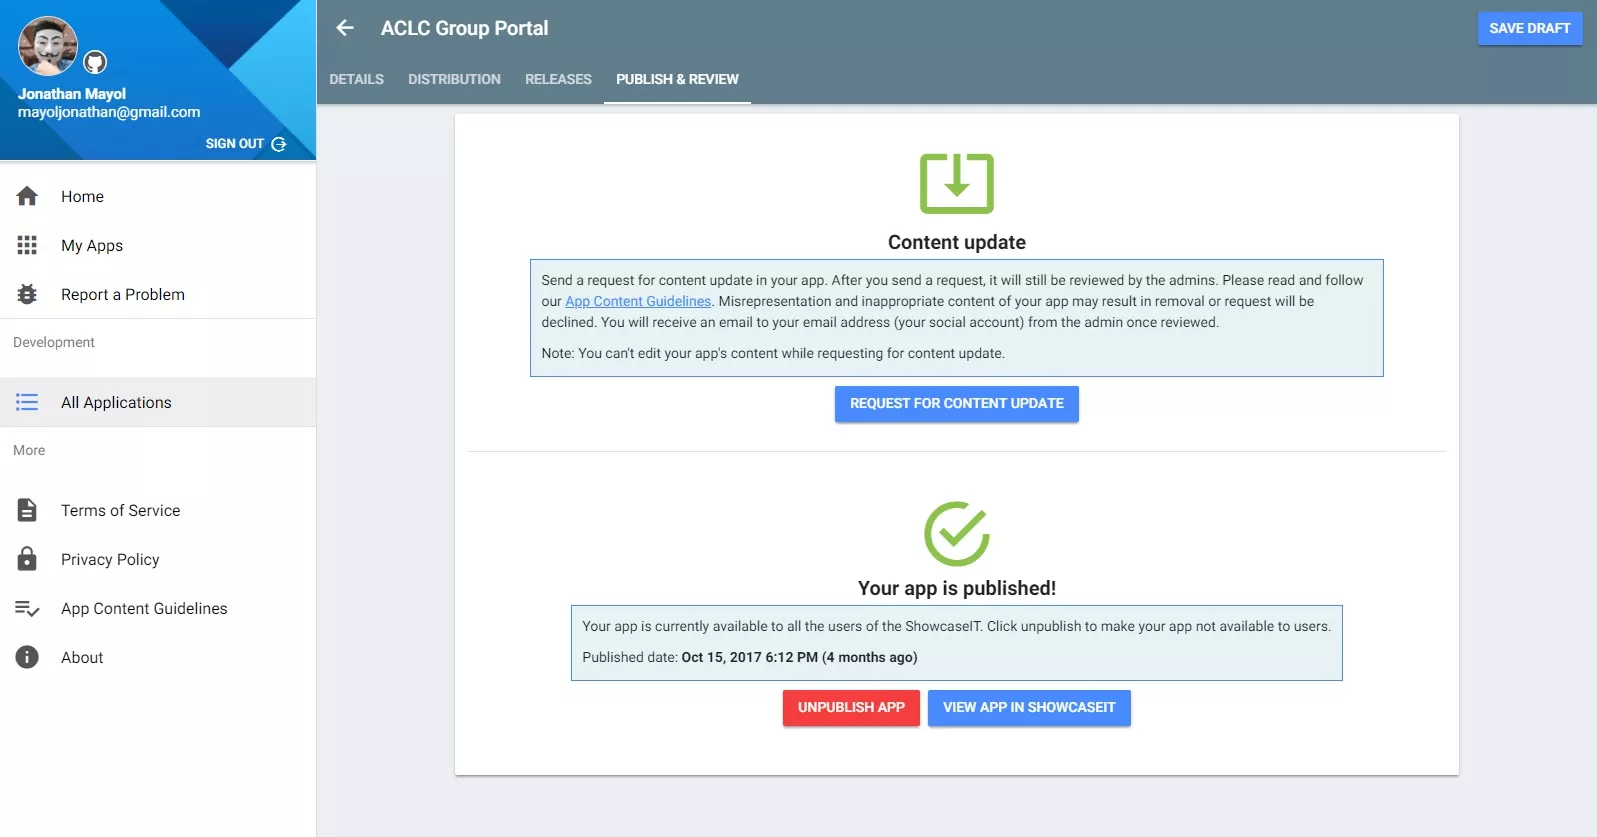 Jonathan Mayol
mayoljonathan@gmail.com
SIGN OUT
Home
My Apps
Report a Problem
Development
All Applications
More
Terms of Service
Privacy Policy
App Content Guidelines
About
ACLC Group Portal
SAVE DRAFT
DETAILS DISTRIBUTION RELEASES PUBLISH & REVIEW
Content update
Send a request for content update in your app. After you send a request, it will still be reviewed by the admins. Please read and follow
our App Content Guidelines. Misrepresentation and inappropriate content of your app may result in removal or request will be
declined. You will receive an email to your email address (your social account) from the admin once reviewed.
Note: You can't edit your app's content while requesting for content update.
REQUEST FOR CONTENT UPDATE
Your app is published!
Your app is currently available to all the users of the ShowcaseIT. Click unpublish to make your app not available to users.
Published date: Oct 15, 2017 6:12 PM (4 months ago)
UNPUBLISH APP VIEW APP IN SHOWCASEIT